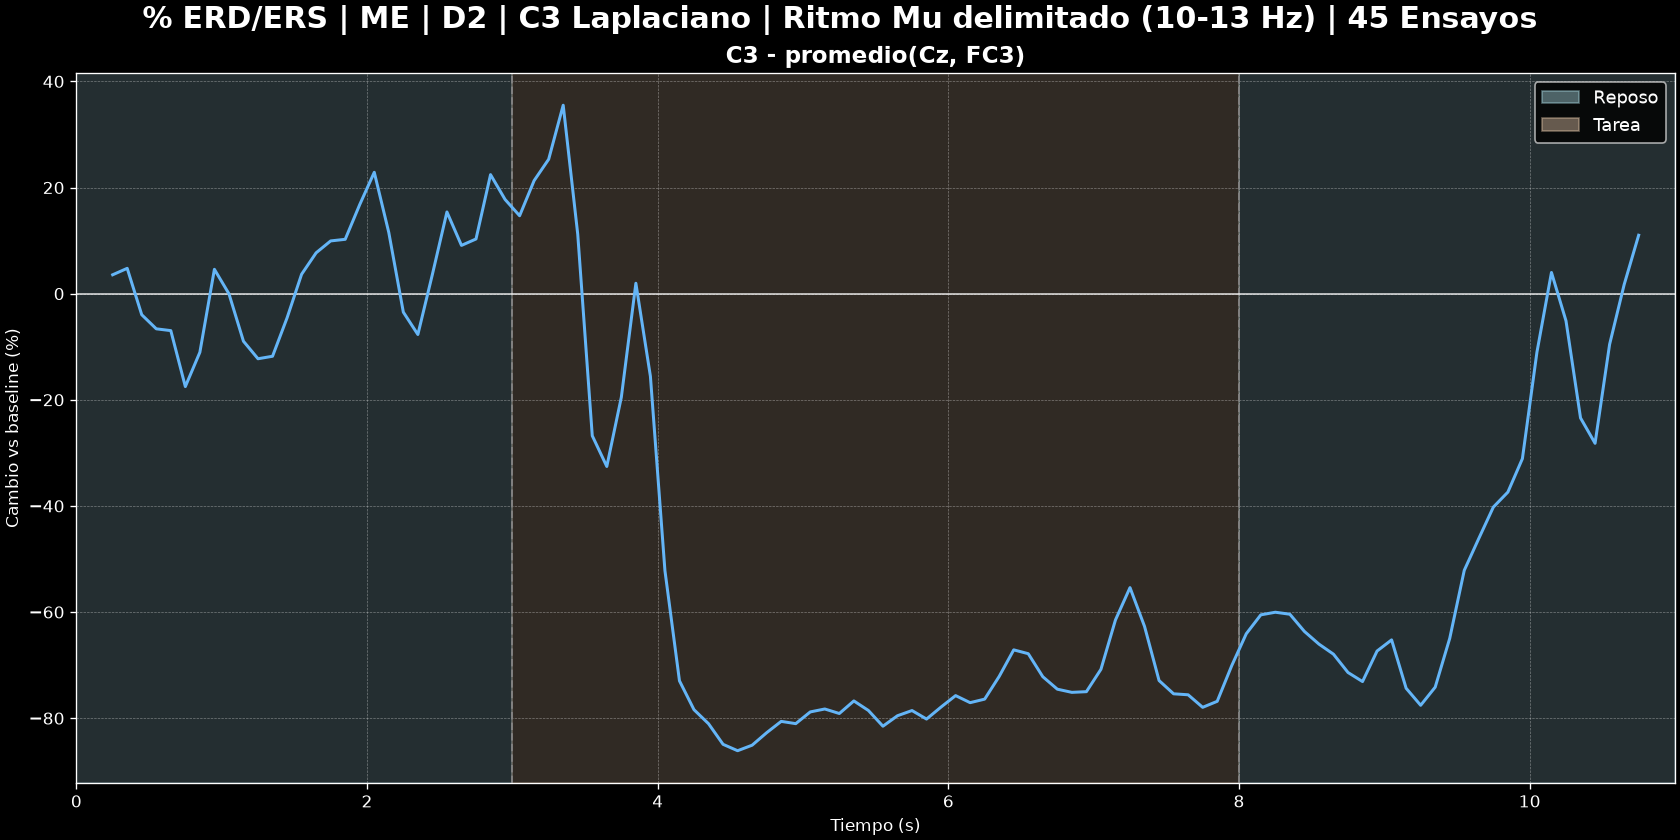 % ERD/ERS | ME | D2 | C3 Laplaciano | Ritmo Mu delimitado (10-13 Hz) | 45 Ensayos
C3 - promedio(Cz, FC3)
Reposo
Tarea
Cambio vs baseline (%)
40
20
0
−20
−40
−60
−80
0 2 4 6 8 10
Tiempo (s)